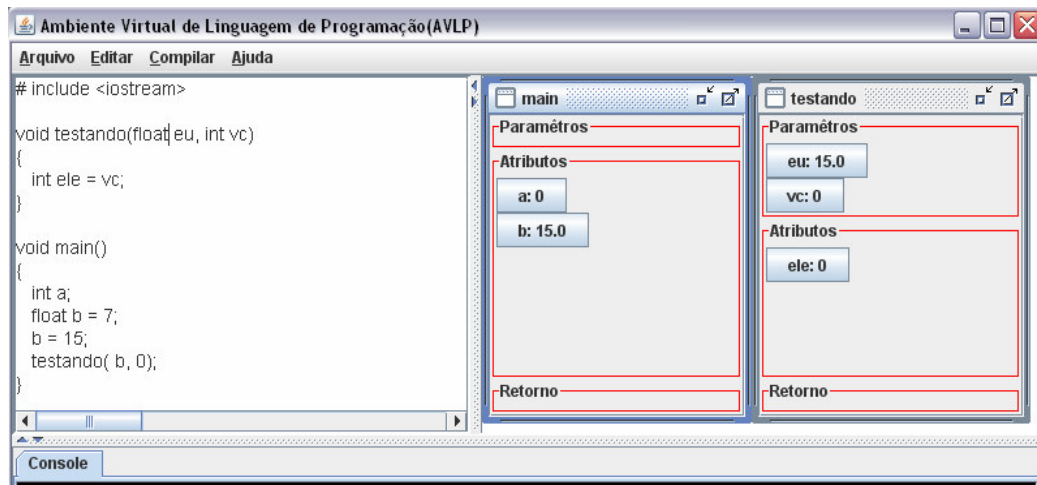 Ambiente Virtual de Linguagem de Programação(AVLP)
Arquivo Editar Compilar Ajuda
# include <iostream>
void testando(float eu, int vc)
{
int ele = vc;
}
void main()
{
int a;
float b = 7;
b = 15;
testando( b, 0);
}
main
Paramêtros
Atributos
a: 0
b: 15.0
Retorno
testando
Paramêtros
eu: 15.0
vc: 0
Atributos
ele: 0
Retorno
Console